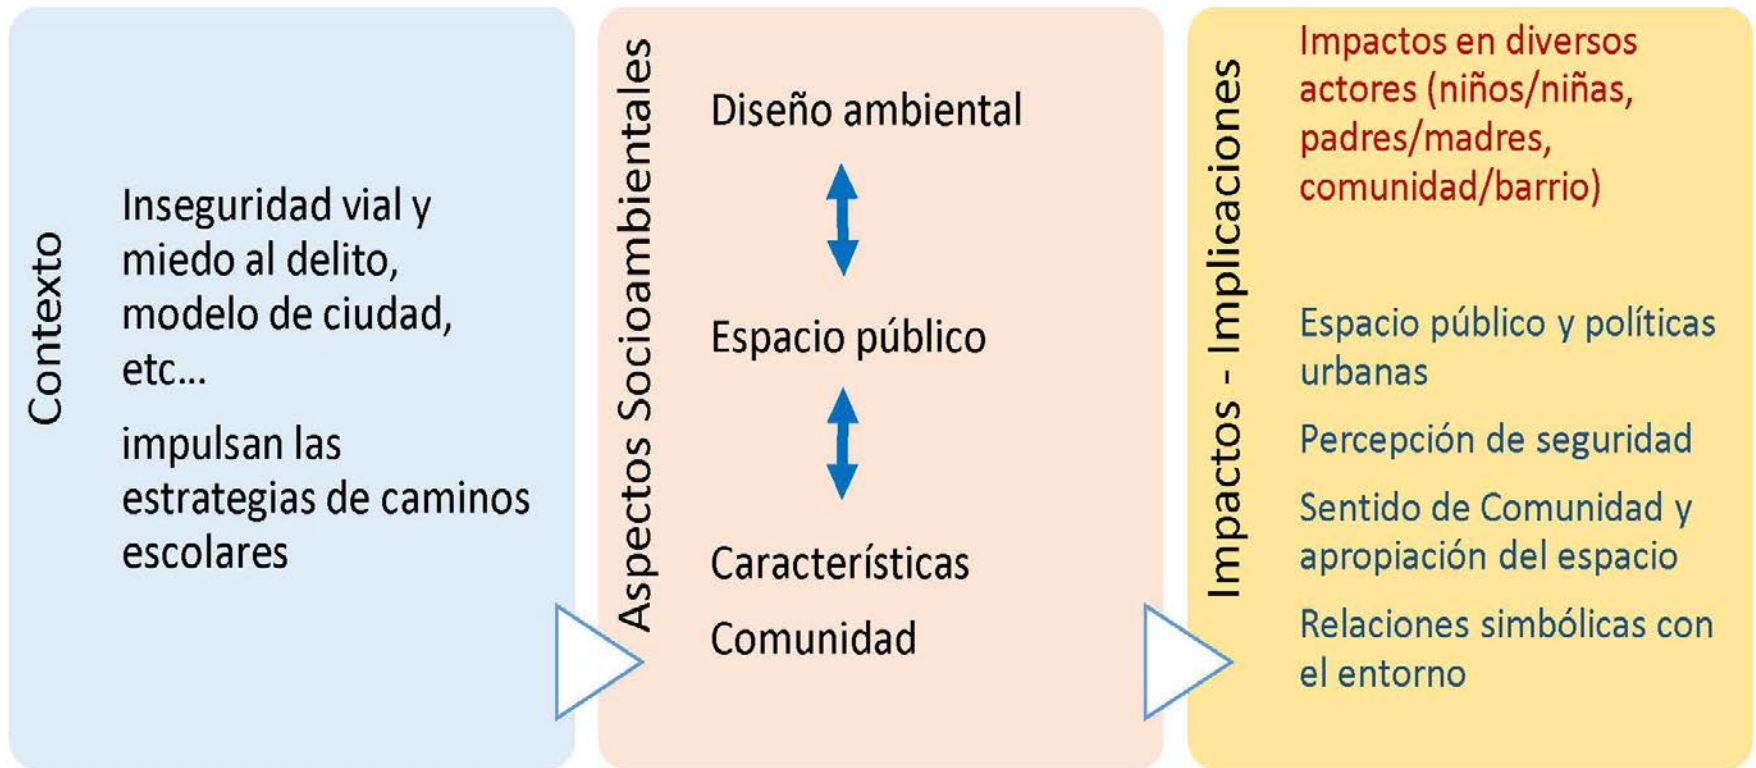 Contexto
Inseguridad vial y
miedo al delito,
modelo de ciudad,
etc...
impulsan las
estrategias de caminos
escolares
Aspectos Socioambientales
Diseño ambiental
Espacio público
Características
Comunidad
Impactos - Implicaciones
Impactos en diversos
actores (niños/niñas,
padres/madres,
comunidad/barrio)
Espacio público y políticas
urbanas
Percepción de seguridad
Sentido de Comunidad y
apropiación del espacio
Relaciones simbólicas con
el entorno